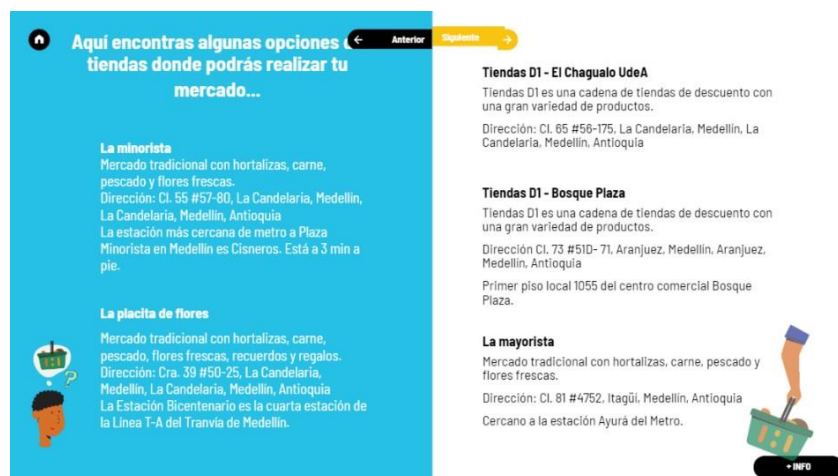 Aquí encontras algunas opciones
tiendas donde podrás realizar tu
mercado...
← Anterior
Siguiente →
La minorista
Mercado tradicional con hortalizas, carne,
pescado y flores frescas.
Dirección: Cl. 55 #57-80, La Candelaria, Medellín,
La Candelaria, Medellín, Antioquia
La estación más cercana de metro a Plaza
Minorista en Medellín es Cisneros. Está a 3 min a
pie.
La placita de flores
Mercado tradicional con hortalizas, carne,
pescado, flores frescas, recuerdos y regalos.
Dirección: Cra. 39 #50-25, La Candelaria,
Medellín, La Candelaria, Medellín, Antioquia
La Estación Bicentenario es la cuarta estación de
la Línea T-A del Tranvía de Medellín.
Tiendas D1 - El Chagualo UdeA
Tiendas D1 es una cadena de tiendas de descuento con
una gran variedad de productos.
Dirección: Cl. 65 #56-175, La Candelaria, Medellín, La
Candelaria, Medellín, Antioquia
Tiendas D1 - Bosque Plaza
Tiendas D1 es una cadena de tiendas de descuento con
una gran variedad de productos.
Dirección Cl. 73 #51D- 71, Aranjuez, Medellín, Aranjuez,
Medellín, Antioquia
Primer piso local 1055 del centro comercial Bosque
Plaza.
La mayorista
Mercado tradicional con hortalizas, carne, pescado y
flores frescas.
Dirección: Cl. 81 #4752, Itagüi, Medellín, Antioquia
Cercano a la estación Ayurá del Metro.
+ INFO